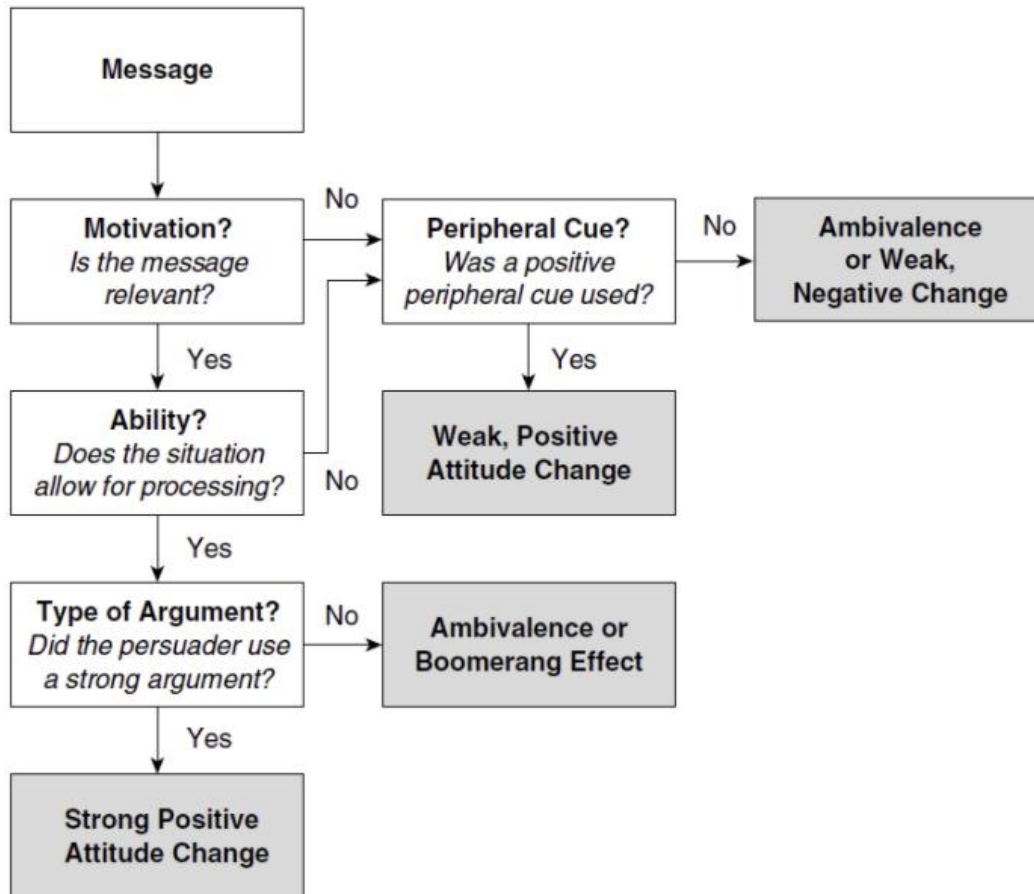 Message
No
Motivation?
Is the message
relevant?
Peripheral Cue?
Was a positive
peripheral cue used?
No
Ambivalence
or Weak,
Negative Change
Yes
Yes
Ability?
Does the situation
allow for processing?
No
Weak, Positive
Attitude Change
Yes
Type of Argument?
Did the persuader use
a strong argument?
No
Ambivalence or
Boomerang Effect
Yes
Strong Positive
Attitude Change